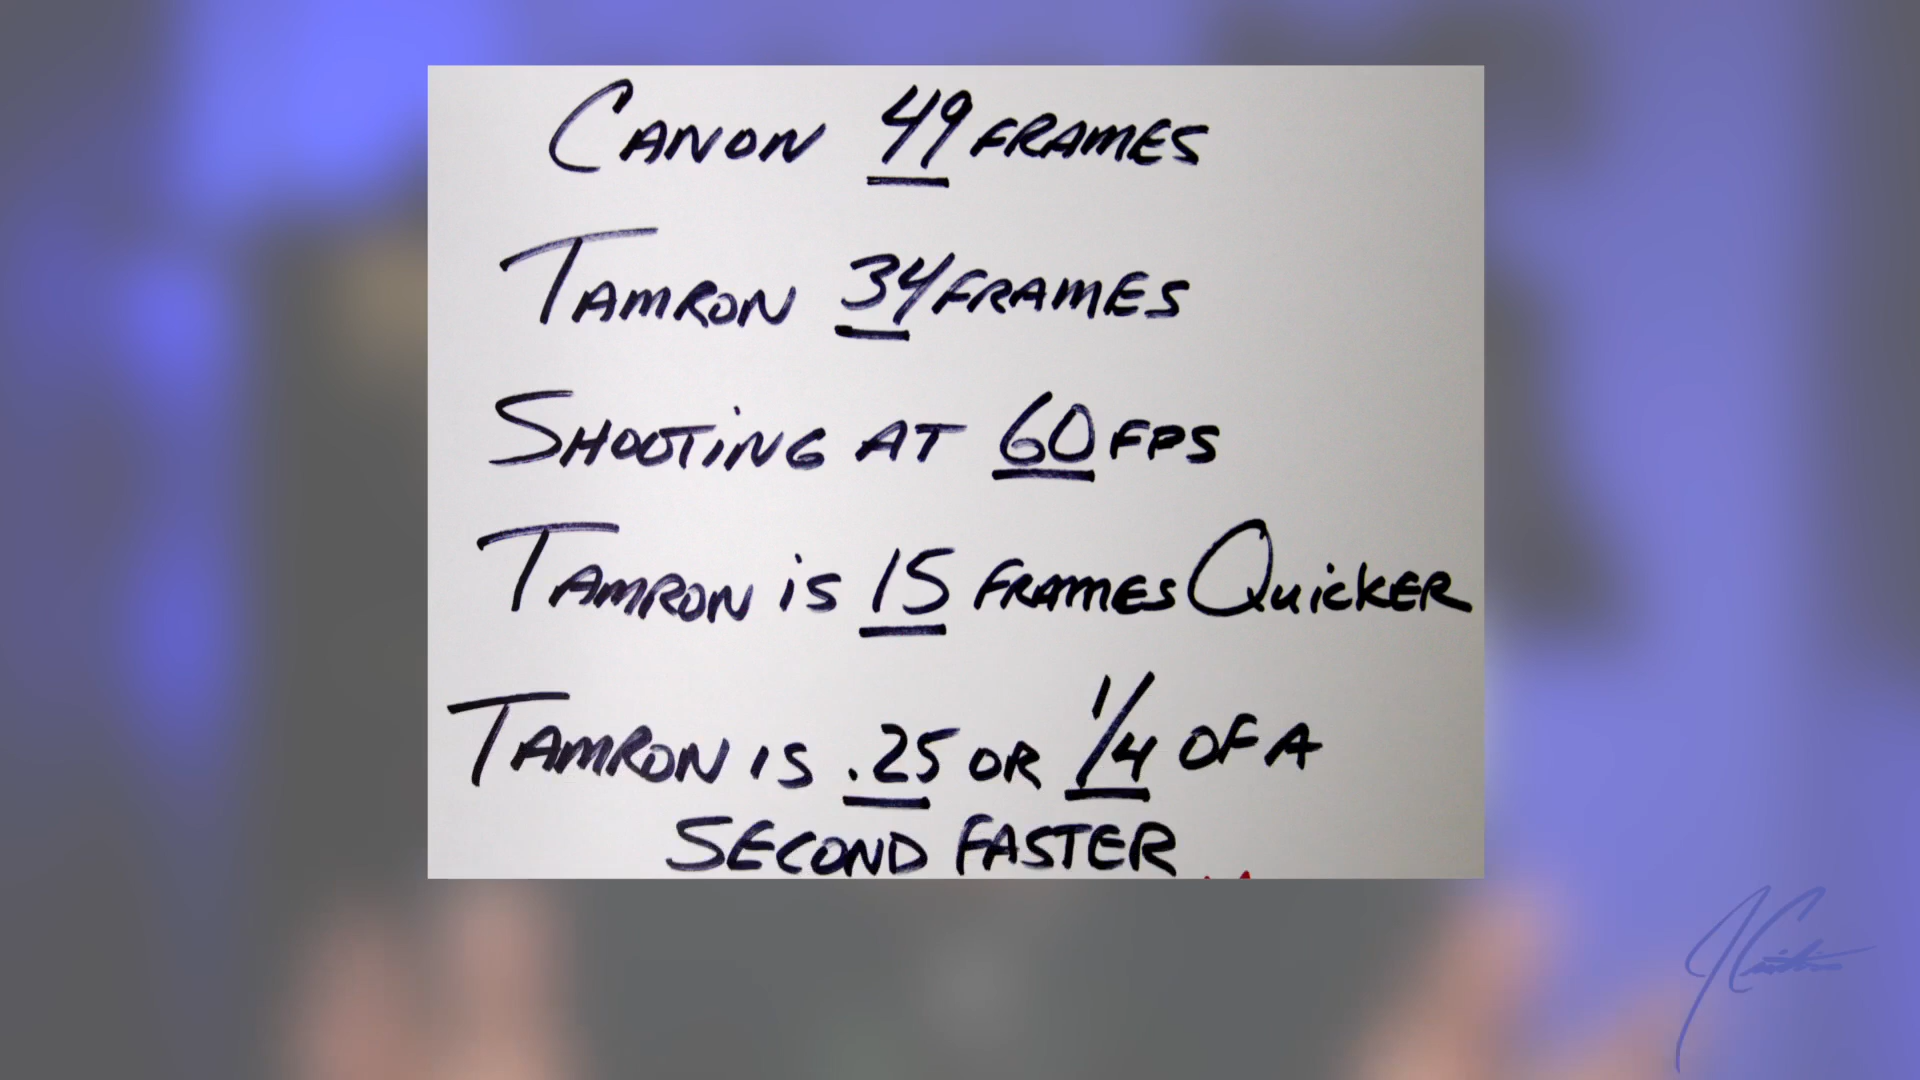 CANON 49 FRAMES
TAMRON 34 FRAMES
SHOOTING AT 60 FPS
TAMRON IS 15 FRAMES QUICKER
TAMRON IS .25 OR 1/4 OF A
SECOND FASTER